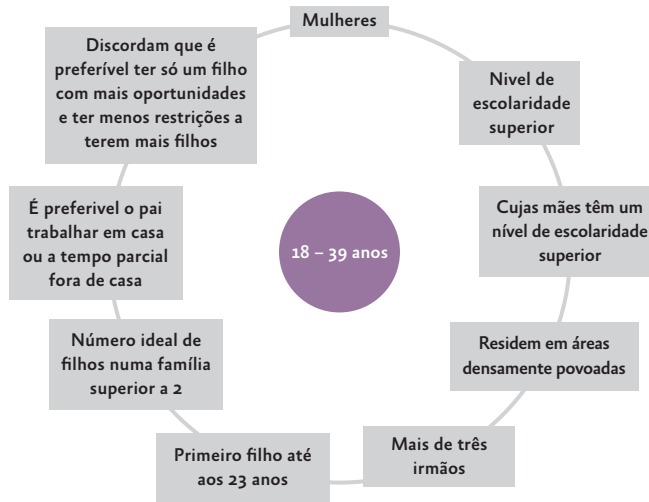 Mulheres
Nivel de
escolaridade
superior
Cujas mães têm um
nível de escolaridade
superior
Residem em áreas
densamente povoadas
Mais de três
irmãos
Primeiro filho até
aos 23 anos
Número ideal de
filhos numa família
superior a 2
É preferivel o pai
trabalhar em casa
ou a tempo parcial
fora de casa
Discordam que é
preferível ter só um filho
com mais oportunidades
e ter menos restrições a
terem mais filhos
18 – 39 anos